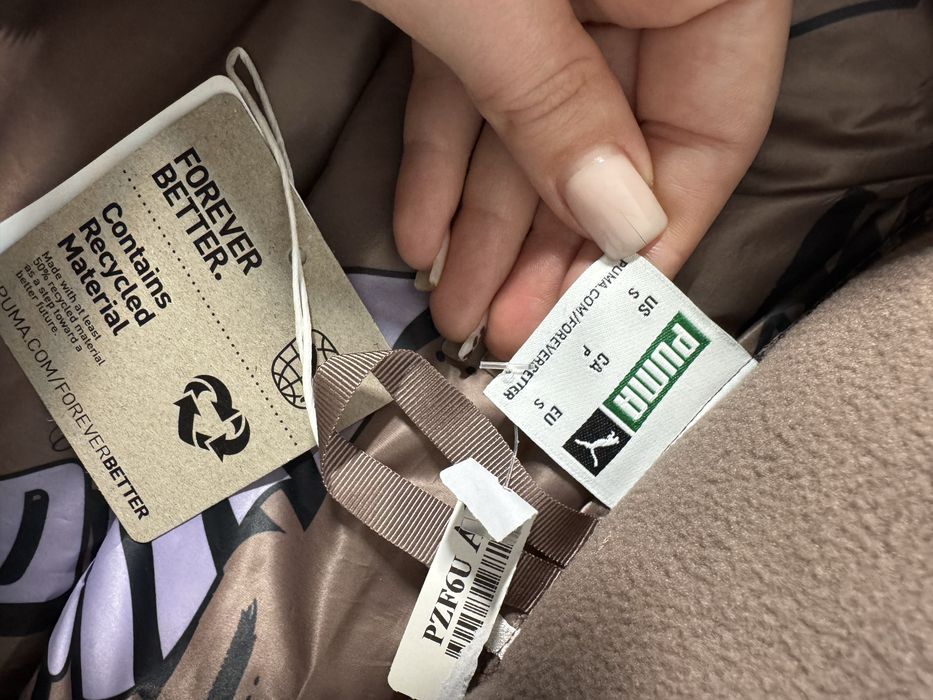 FOREVER
BETTER.
Contains
Recycled
Material
Made with at least
50% recycled material
as a step toward a
better future.
PUMA.COM/FOREVERBETTER
PUMA.COM/FOREVERBETTER
US
S
CA
P
EU
S
PUMA
PZF6U